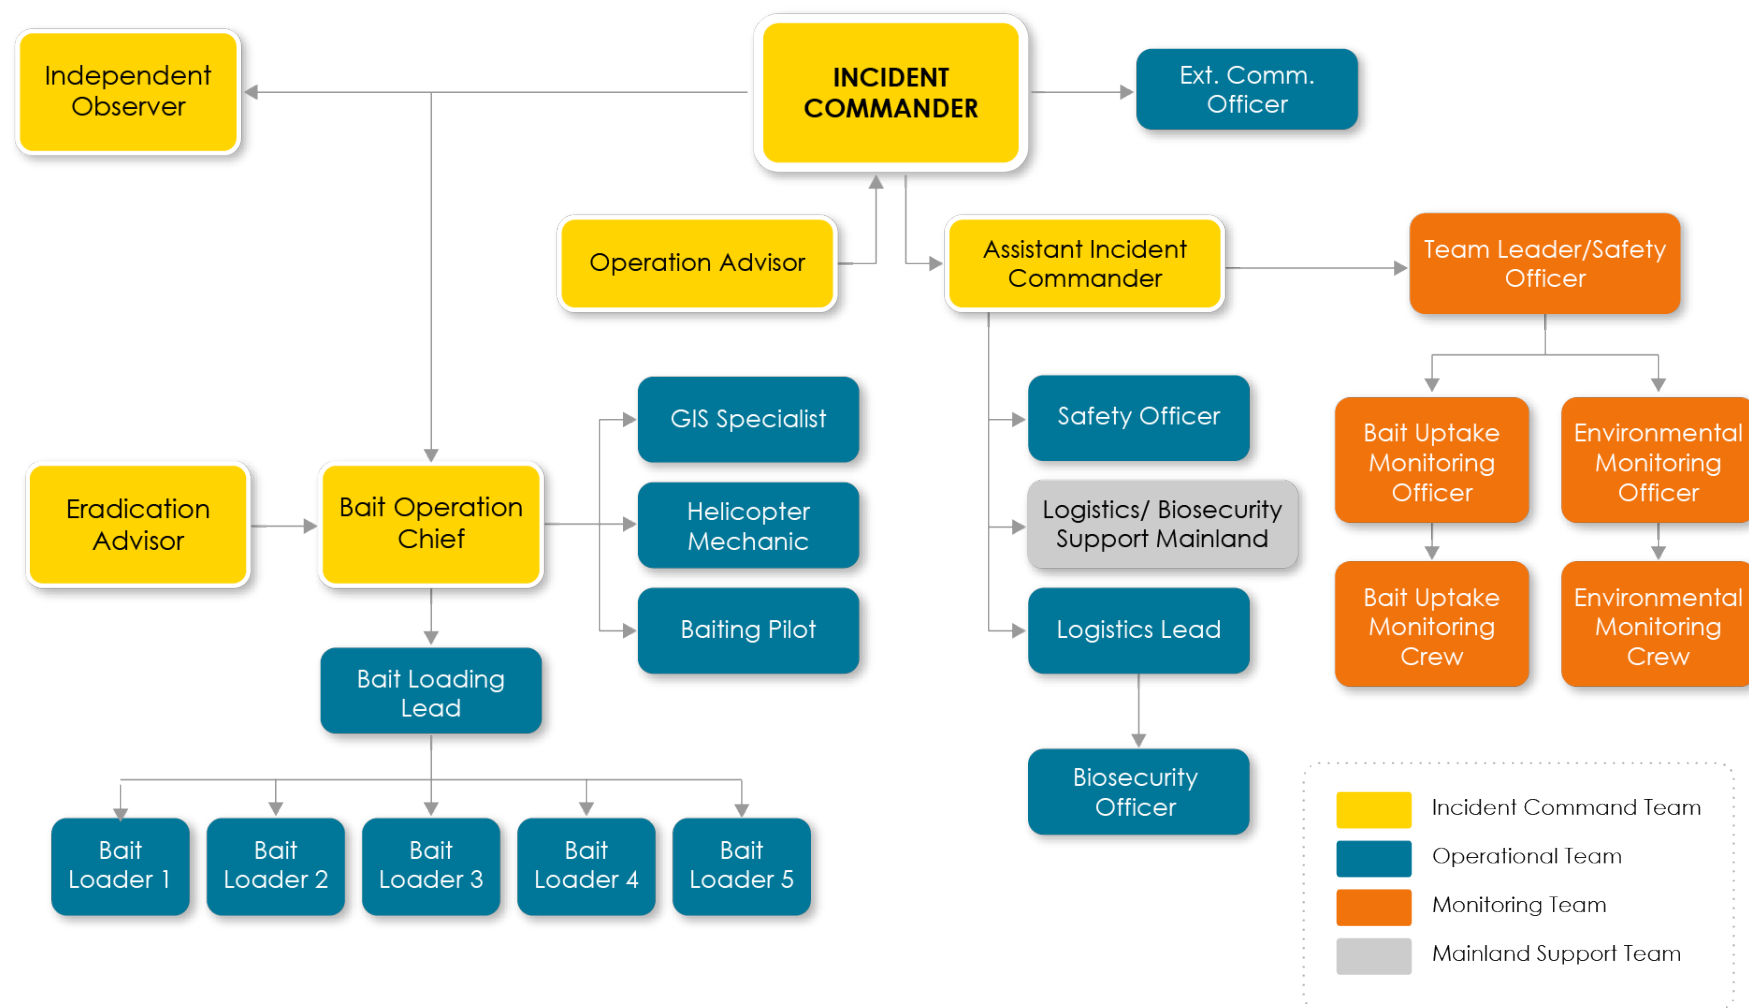 Independent
Observer
INCIDENT
COMMANDER
Ext. Comm.
Officer
Operation Advisor
Assistant Incident
Commander
Team Leader/Safety
Officer
GIS Specialist
Safety Officer
Bait Uptake
Monitoring
Officer
Environmental
Monitoring
Officer
Eradication
Advisor
Bait Operation
Chief
Helicopter
Mechanic
Logistics/ Biosecurity
Support Mainland
Baiting Pilot
Logistics Lead
Bait Uptake
Monitoring
Crew
Environmental
Monitoring
Crew
Bait Loading
Lead
Biosecurity
Officer
Bait
Loader 1
Bait
Loader 2
Bait
Loader 3
Bait
Loader 4
Bait
Loader 5
Incident Command Team
Operational Team
Monitoring Team
Mainland Support Team